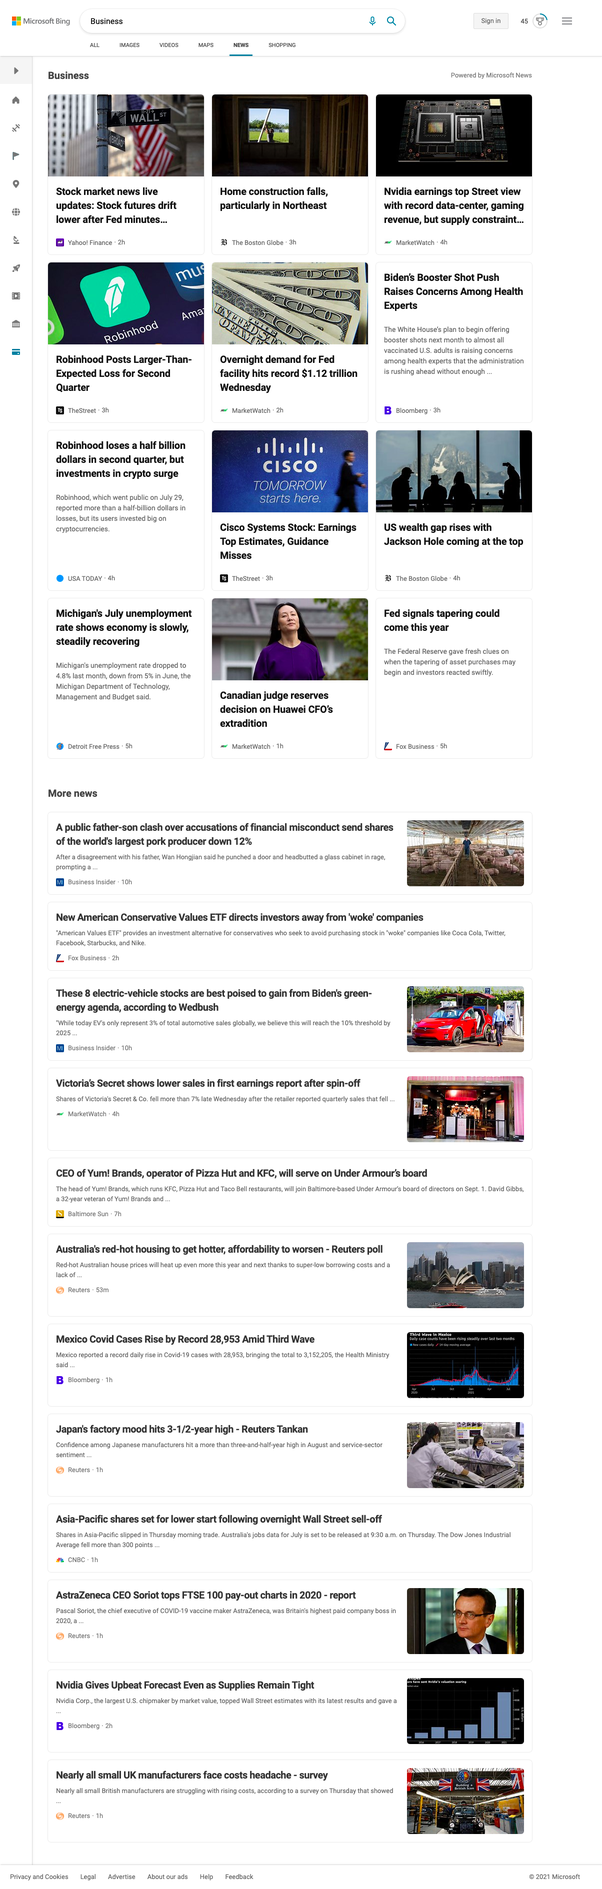 Microsoft Bing
Business
Sign in
45
ALL
IMAGES
VIDEOS
MAPS
NEWS
SHOPPING
Business
Powered by Microsoft News
WALL ST
Stock market news live
updates: Stock futures drift
lower after Fed minutes...
Yahoo! Finance · 2h
Home construction falls,
particularly in Northeast
The Boston Globe · 3h
Nvidia earnings top Street view
with record data-center, gaming
revenue, but supply constraint...
MarketWatch · 4h
Robinhood
Robinhood Posts Larger-Than-
Expected Loss for Second
Quarter
TheStreet · 3h
Overnight demand for Fed
facility hits record $1.12 trillion
Wednesday
MarketWatch · 2h
Biden's Booster Shot Push
Raises Concerns Among Health
Experts
The White House's plan to begin offering
booster shots next month to almost all
vaccinated U.S. adults is raising concerns
among health experts that the administration
is rushing ahead without enough ...
Bloomberg · 3h
Robinhood loses a half billion
dollars in second quarter, but
investments in crypto surge
Robinhood, which went public on July 29,
reported more than a half-billion dollars in
losses, but its users invested big on
cryptocurrencies.
USA TODAY · 4h
CISCO
TOMORROW
starts here.
Cisco Systems Stock: Earnings
Top Estimates, Guidance
Misses
TheStreet · 3h
US wealth gap rises with
Jackson Hole coming at the top
The Boston Globe · 4h
Michigan's July unemployment
rate shows economy is slowly,
steadily recovering
Michigan's unemployment rate dropped to
4.8% last month, down from 5% in June, the
Michigan Department of Technology,
Management and Budget said.
Detroit Free Press · 5h
Canadian judge reserves
decision on Huawei CFO's
extradition
MarketWatch · 1h
Fed signals tapering could
come this year
The Federal Reserve gave fresh clues on
when the tapering of asset purchases may
begin and investors reacted swiftly.
Fox Business · 5h
More news
A public father-son clash over accusations of financial misconduct send shares
of the world's largest pork producer down 12%
After a disagreement with his father, Wan Hongjian said he punched a door and headbutted a glass cabinet in rage,
prompting a ...
Business Insider · 10h
New American Conservative Values ETF directs investors away from 'woke' companies
"American Values ETF" provides an investment alternative for conservatives who seek to avoid purchasing stock in "woke" companies like Coca Cola, Twitter,
Facebook, Starbucks, and Nike.
Fox Business · 2h
These 8 electric-vehicle stocks are best poised to gain from Biden's green-
energy agenda, according to Wedbush
"While today EV's only represent 3% of total automotive sales globally, we believe this will reach the 10% threshold by
2025 ...
Business Insider · 10h
Victoria's Secret shows lower sales in first earnings report after spin-off
Shares of Victoria's Secret & Co. fell more than 7% late Wednesday after the retailer reported quarterly sales that fell ...
MarketWatch · 4h
CEO of Yum! Brands, operator of Pizza Hut and KFC, will serve on Under Armour's board
The head of Yum! Brands, which runs KFC, Pizza Hut and Taco Bell restaurants, will join Baltimore-based Under Armour's board of directors on Sept. 1. David Gibbs,
a 32-year veteran of Yum! Brands and ...
Baltimore Sun · 7h
Australia's red-hot housing to get hotter, affordability to worsen - Reuters poll
Red-hot Australian house prices will heat up even more this year and next thanks to super-low borrowing costs and a
lack of ...
Reuters · 53m
Mexico Covid Cases Rise by Record 28,953 Amid Third Wave
Mexico reported a record daily rise in Covid-19 cases with 28,953, bringing the total to 3,152,205, the Health Ministry
said ...
Bloomberg · 1h
Third Wave in Mexico
Daily case counts have been rising steadily over last two months
Japan's factory mood hits 3-1/2-year high - Reuters Tankan
Confidence among Japanese manufacturers hit a more than three-and-half-year high in August and service-sector
sentiment ...
Reuters · 1h
Asia-Pacific shares set for lower start following overnight Wall Street sell-off
Shares in Asia-Pacific slipped in Thursday morning trade. Australia's jobs data for July is set to be released at 9:30 a.m. on Thursday. The Dow Jones Industrial
Average fell more than 300 points ...
CNBC · 1h
AstraZeneca CEO Soriot tops FTSE 100 pay-out charts in 2020 - report
Pascal Soriot, the chief executive of COVID-19 vaccine maker AstraZeneca, was Britain's highest paid company boss in
2020, a ...
Reuters · 1h
Nvidia Gives Upbeat Forecast Even as Supplies Remain Tight
Nvidia Corp., the largest U.S. chipmaker by market value, topped Wall Street estimates with its latest results and gave a
...
Bloomberg · 2h
Nearly all small UK manufacturers face costs headache - survey
Nearly all small British manufacturers are struggling with rising costs, according to a survey on Thursday that showed
...
Reuters · 1h
Privacy and Cookies
Legal
Advertise
About our ads
Help
Feedback
© 2021 Microsoft